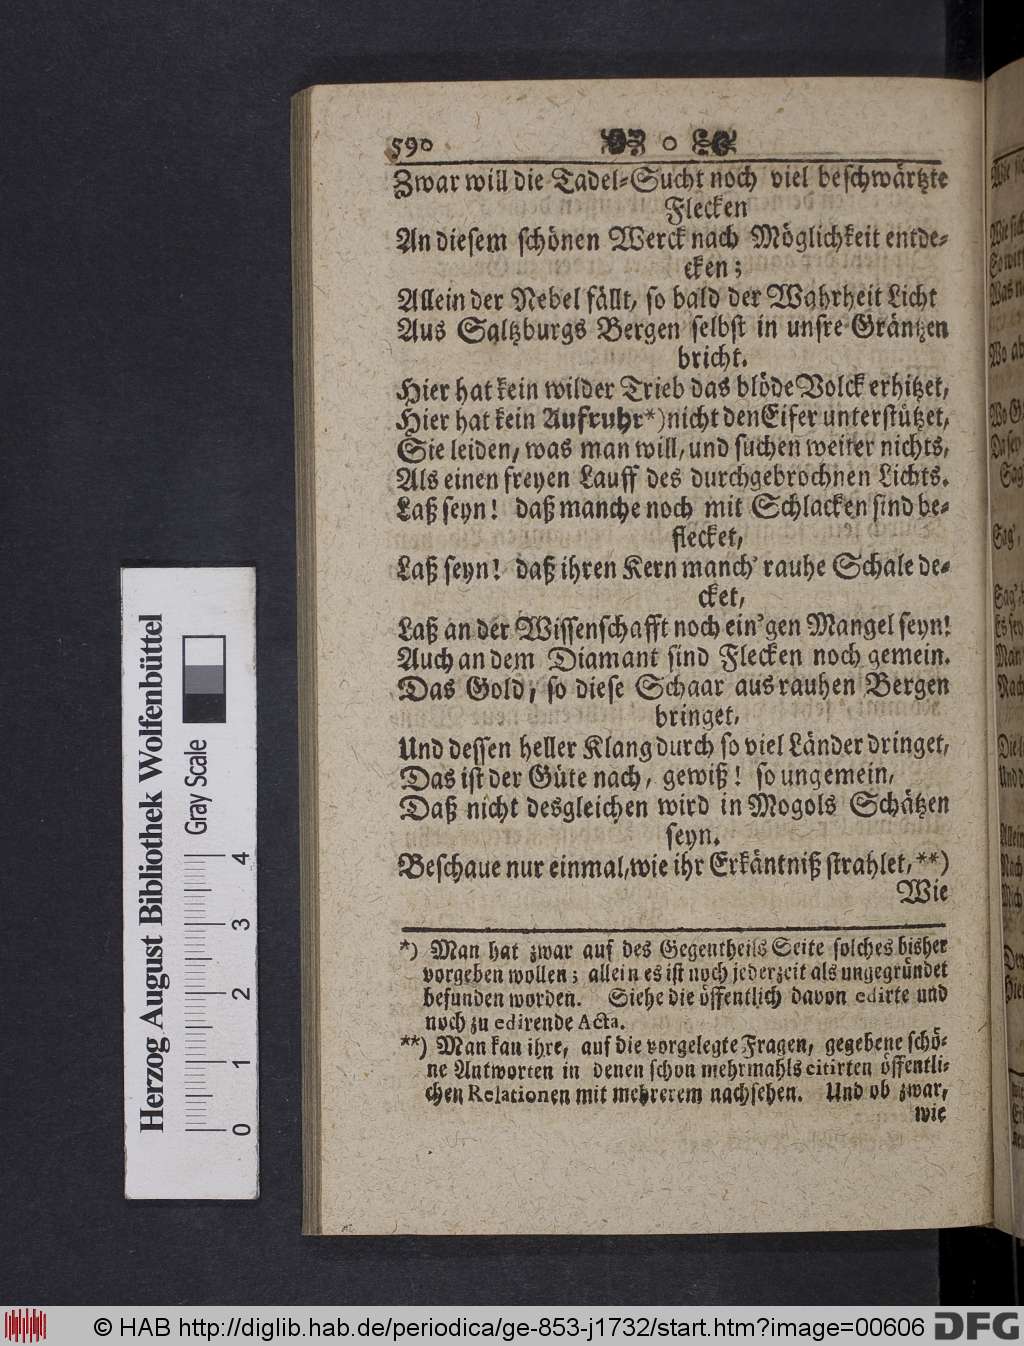 590 o
Zwar will die Tadel-Sucht noch viel beschwärtzte
Flecken
An diesem schönen Werck nach Möglichkeit entde-
cken;
Allein der Nebel fällt, so bald der Wahrheit Licht
Aus Saltzburgs Bergen selbst in unsre Gräntzen
bricht.
Hier hat kein wilder Trieb das blöde Volck erhitzet,
Hier hat kein Aufruhr*) nicht den Eifer unterstützet,
Sie leiden, was man will, und suchen weiter nichts,
Als einen freyen Lauff des durchgebrochnen Lichts.
Laß seyn! daß manche noch mit Schlacken sind be-
flecket,
Laß seyn! daß ihren Kern manch' rauhe Schale de-
cket,
Laß an der Wissenschafft noch ein'gen Mangel seyn!
Auch an dem Diamant sind Flecken noch gemein.
Das Gold, so diese Schaar aus rauhen Bergen
bringet,
Und dessen heller Klang durch so viel Länder dringet,
Das ist der Güte nach, gewiß! so ungemein,
Daß nicht desgleichen wird in Mogols Schätzen
seyn.
Beschaue nur einmal, wie ihr Erkäntniß strahlet, **)
Wie
*) Man hat zwar auf des Gegentheils Seite solches bisher
vorgeben wollen; allein es ist noch jederzeit als ungegründet
befunden worden. Siehe die öffentlich davon edirte und
noch zu edirende Acta.
**) Man kan ihre, auf die vorgelegte Fragen, gegebene schö-
ne Antworten in denen schon mehrmahls citirten öffentli-
chen Relationen mit mehrerem nachsehen. Und ob zwar,
wie
Herzog August Bibliothek Wolfenbüttel
Gray Scale
0 1 2 3 4
© HAB http://diglib.hab.de/periodica/ge-853-j1732/start.htm?image=00606 DFG